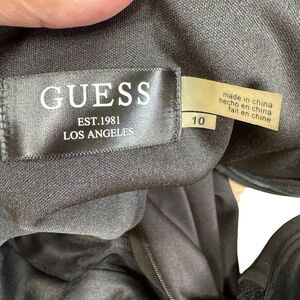 GUESS
EST.1981
LOS ANGELES
10
made in china
hecho en china
fait en chine